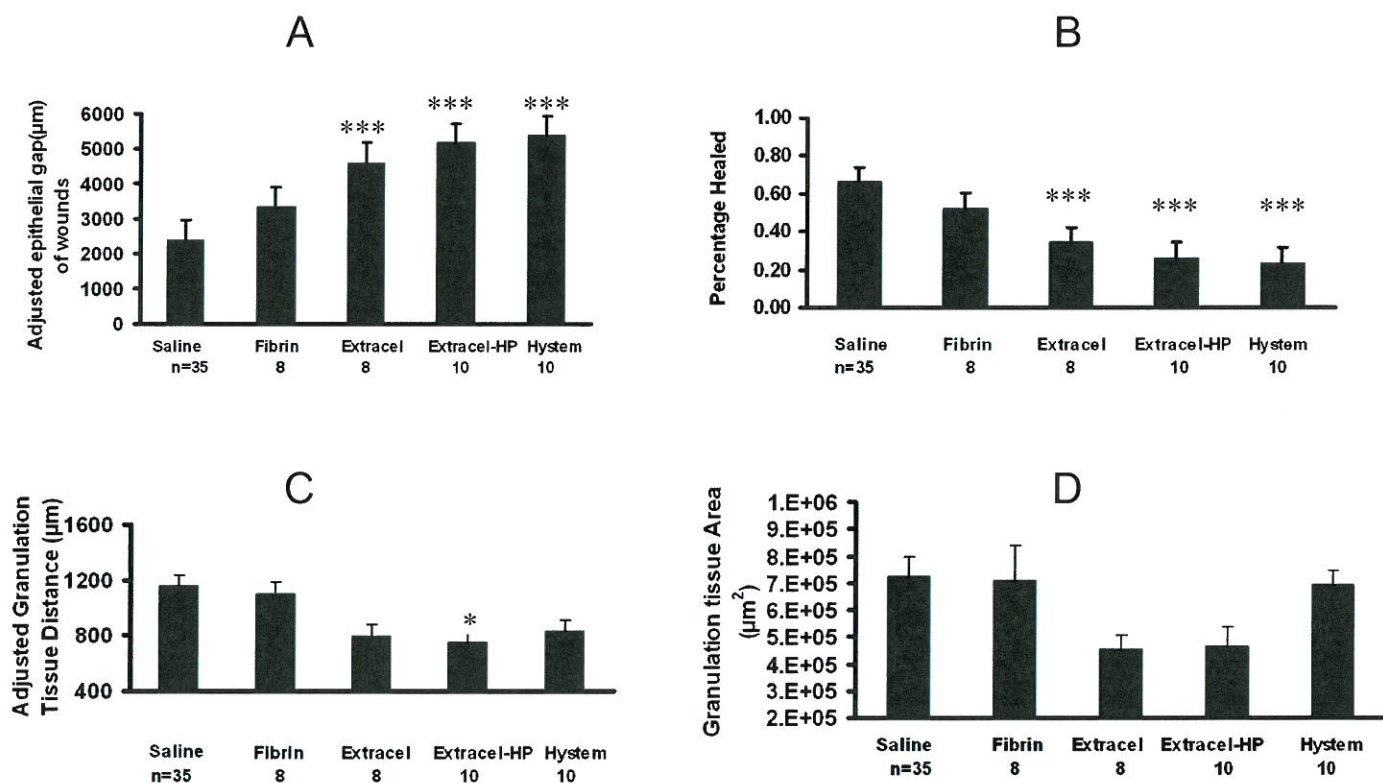 A
Adjusted epithelial gap(µm)
of wounds
6000
5000
4000
3000
2000
1000
0
***
***
***
Saline Fibrin Extracel Extracel-HP Hystem
n=35 8 8 10 10
B
Percentage Healed
1.00
0.80
0.60
0.40
0.20
0.00
***
***
***
Saline Fibrin Extracel Extracel-HP Hystem
n=35 8 8 10 10
C
Adjusted Granulation
Tissue Distance (µm)
1600
1200
800
400
*
Saline Fibrin Extracel Extracel-HP Hystem
n=35 8 8 10 10
D
Granulation tissue Area
(µm²)
1.E+06
9.E+05
8.E+05
7.E+05
6.E+05
5.E+05
4.E+05
3.E+05
2.E+05
Saline Fibrin Extracel Extracel-HP Hystem
n=35 8 8 10 10